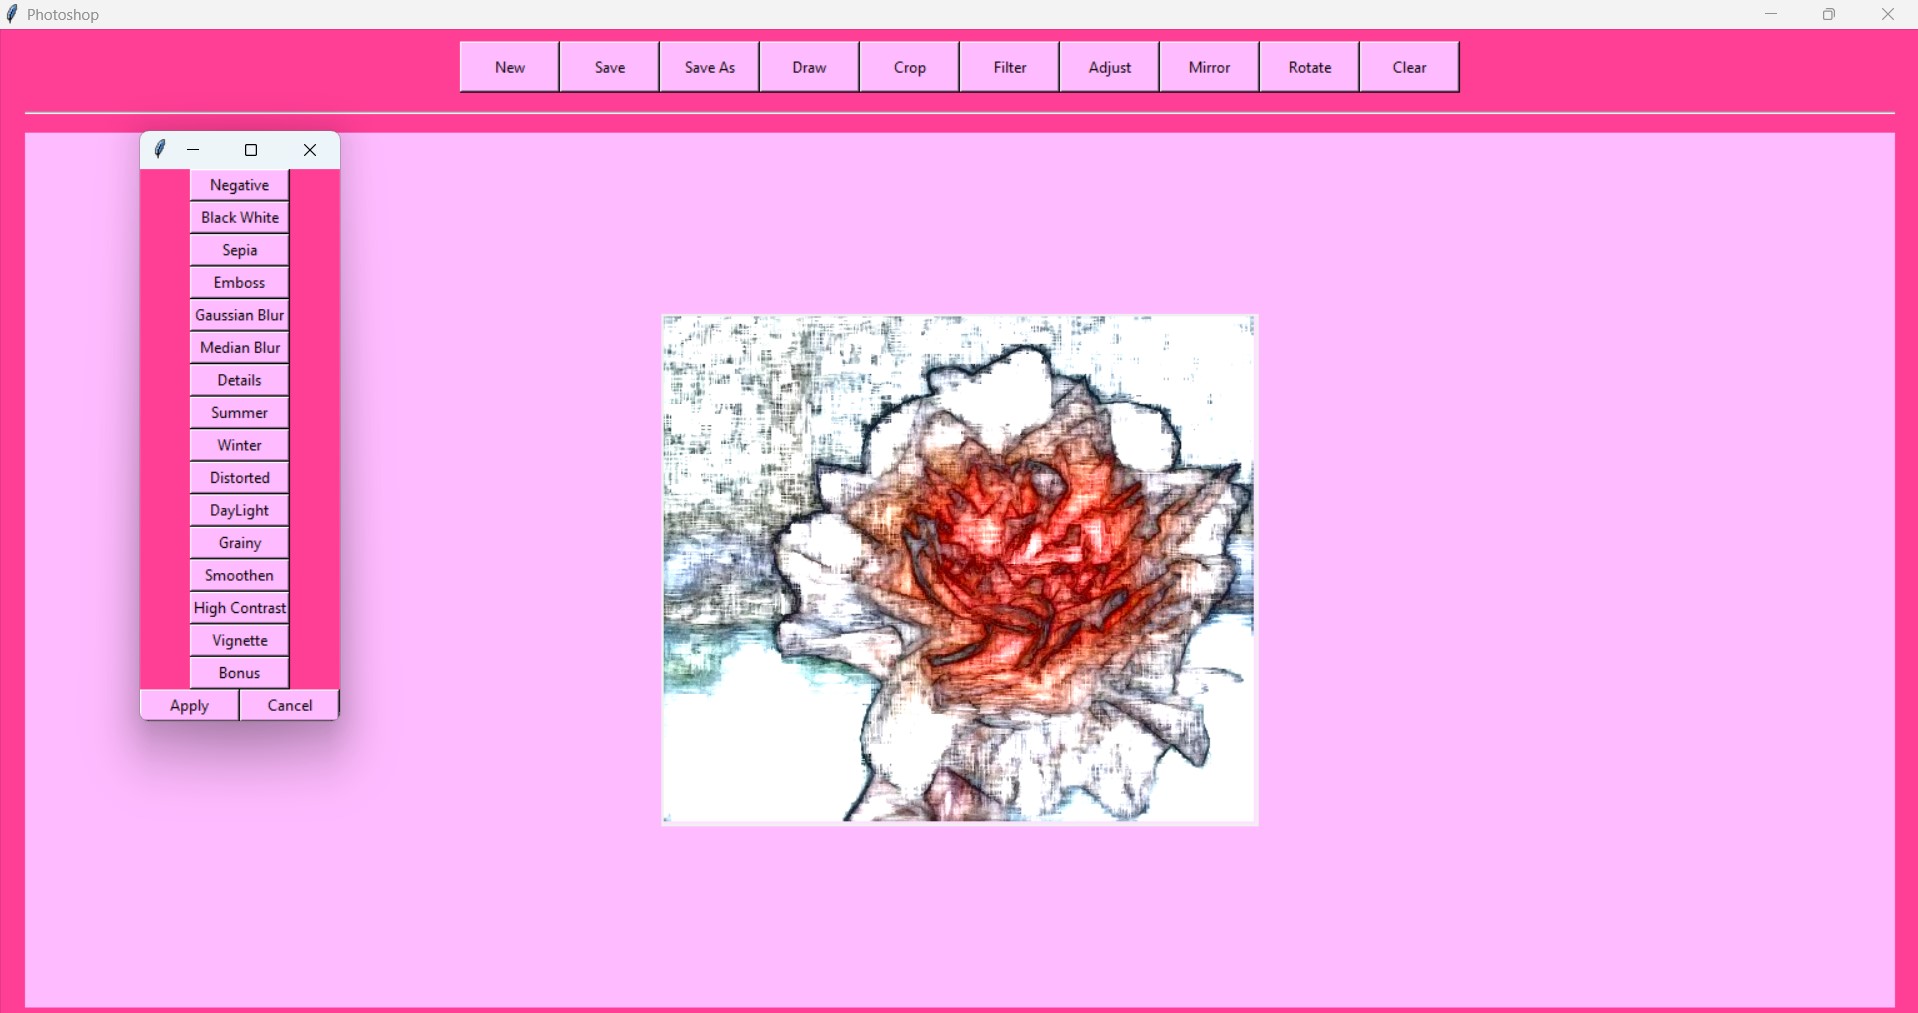 Photoshop
New Save Save As Draw Crop Filter Adjust Mirror Rotate Clear
Negative
Black White
Sepia
Emboss
Gaussian Blur
Median Blur
Details
Summer
Winter
Distorted
DayLight
Grainy
Smoothen
High Contrast
Vignette
Bonus
Apply Cancel